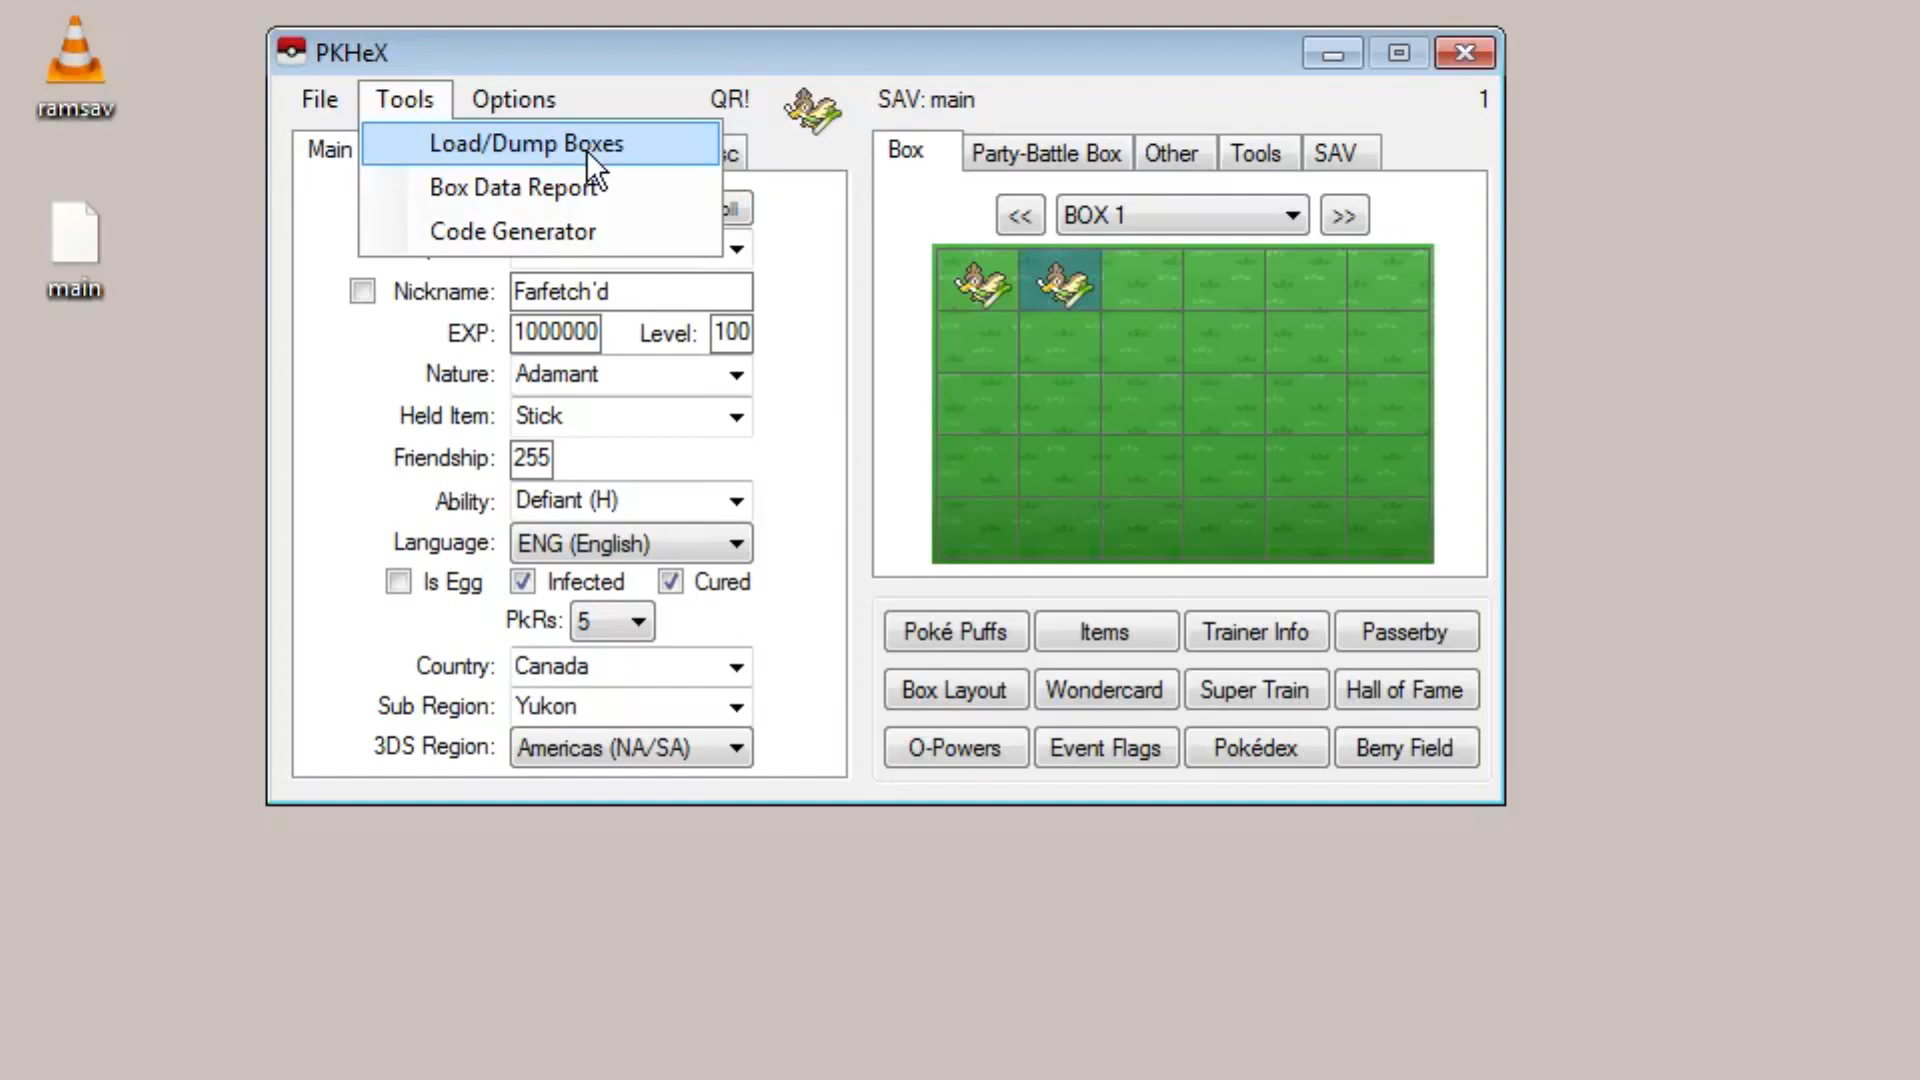 ramsav
main
PKHeX
File Tools Options QR! SAV: main 1
Load/Dump Boxes
Box Data Report
Code Generator
Main
Nickname: Farfetch'd
EXP: 1000000 Level: 100
Nature: Adamant
Held Item: Stick
Friendship: 255
Ability: Defiant (H)
Language: ENG (English)
Is Egg Infected Cured
PkRs: 5
Country: Canada
Sub Region: Yukon
3DS Region: Americas (NA/SA)
Box Party-Battle Box Other Tools SAV
<< BOX 1 >>
Poké Puffs Items Trainer Info Passerby
Box Layout Wondercard Super Train Hall of Fame
O-Powers Event Flags Pokédex Berry Field